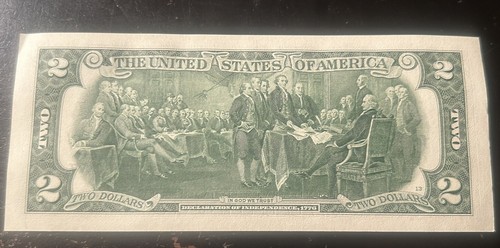 2 THE UNITED STATES OF AMERICA 2
TWO TWO
2 TWO DOLLARS IN GOD WE TRUST TWO DOLLARS 2
DECLARATION OF INDEPENDENCE, 1776